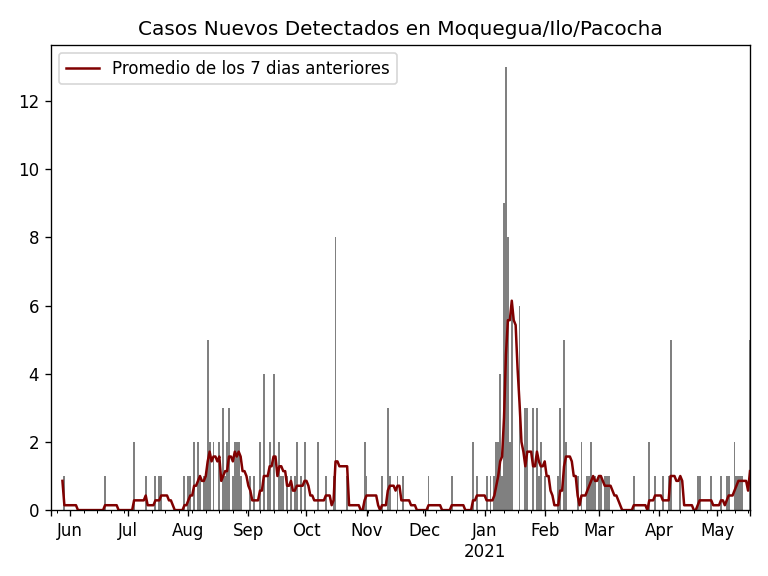 Casos Nuevos Detectados en Moquegua/Ilo/Pacocha
Promedio de los 7 dias anteriores
12
10
8
6
4
2
0
Jun Jul Aug Sep Oct Nov Dec Jan Feb Mar Apr May
2021